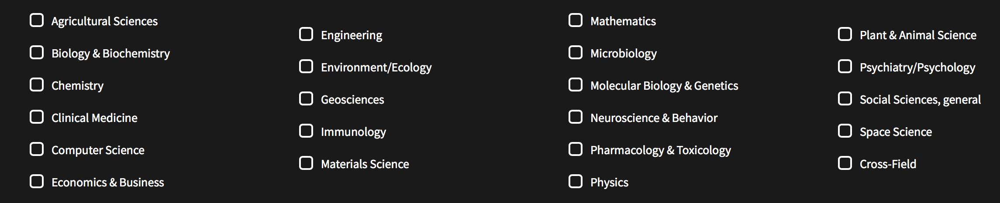 Agricultural Sciences
Biology & Biochemistry
Chemistry
Clinical Medicine
Computer Science
Economics & Business
Engineering
Environment/Ecology
Geosciences
Immunology
Materials Science
Mathematics
Microbiology
Molecular Biology & Genetics
Neuroscience & Behavior
Pharmacology & Toxicology
Physics
Plant & Animal Science
Psychiatry/Psychology
Social Sciences, general
Space Science
Cross-Field